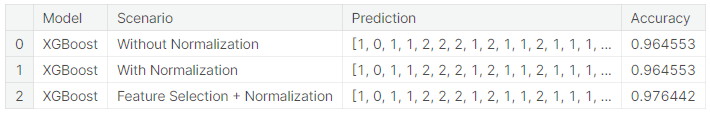 Model Scenario Prediction Accuracy
0 XGBoost Without Normalization [1, 0, 1, 1, 2, 2, 2, 1, 2, 1, 1, 2, 1, 1, 1, ... 0.964553
1 XGBoost With Normalization [1, 0, 1, 1, 2, 2, 2, 1, 2, 1, 1, 2, 1, 1, 1, ... 0.964553
2 XGBoost Feature Selection + Normalization [1, 0, 1, 1, 2, 2, 2, 1, 2, 1, 1, 2, 1, 1, 1, ... 0.976442